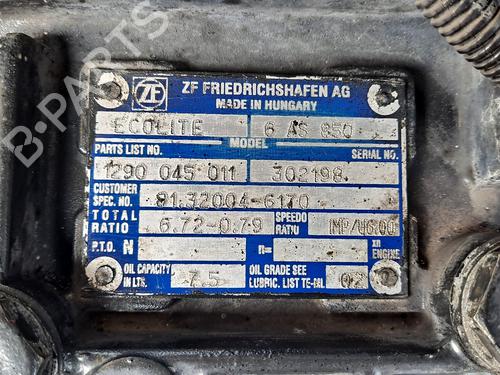 ZF ZF FRIEDRICHSHAFEN AG
MADE IN HUNGARY
ECOLITE 6 AS 850
MODEL
PARTS LIST NO. SERIAL NO.
1290 045 011 302198
CUSTOMER
SPEC. NO. 81.32004-6170
TOTAL
RATIO 6.72-0.79 SPEEDO
RATIO IMP/U6.00
P.T.O. N n= xn
ENGINE
OIL CAPACITY
IN LTS. 7.5 OIL GRADE SEE
LUBRIC. LIST TE-ML 02
B-PARTS